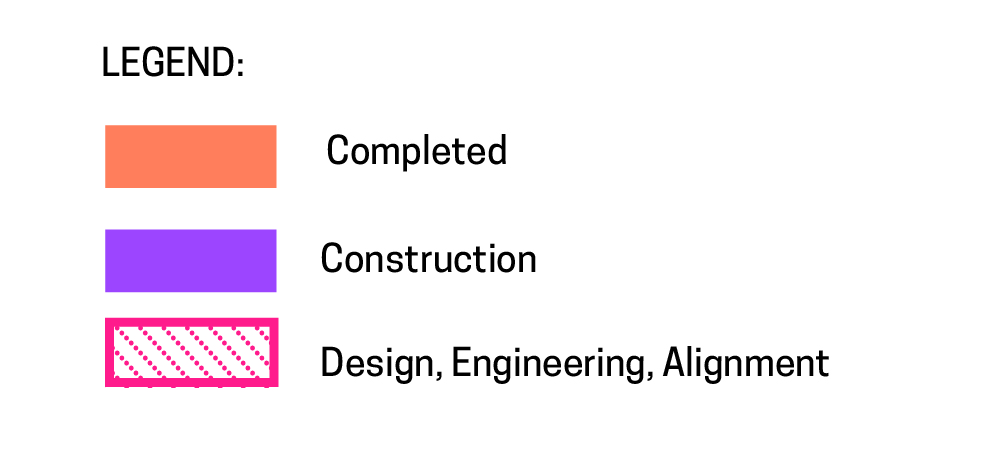 LEGEND:
Completed
Construction
Design, Engineering, Alignment